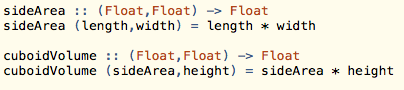 sideArea :: (Float,Float) -> Float
sideArea (length,width) = length * width

cuboidVolume :: (Float,Float) -> Float
cuboidVolume (sideArea,height) = sideArea * height